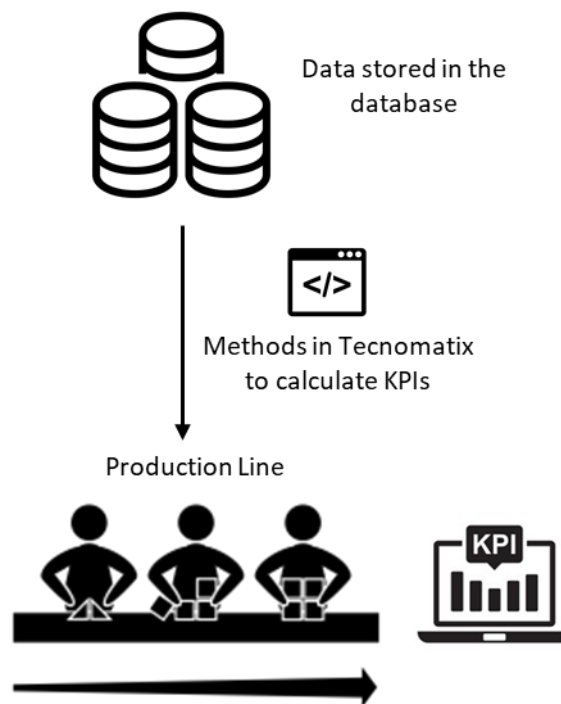 Data stored in the
database
</>
Methods in Tecnomatix
to calculate KPIs
Production Line
KPI